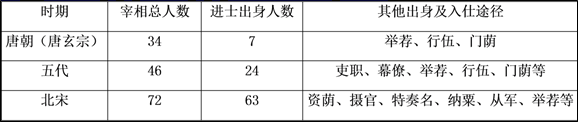 时期 宰相总人数 进士出身人数 其他出身及入仕途径
唐朝（唐玄宗） 34 7 举荐、行伍、门荫
五代 46 24 吏职、幕僚、举荐、行伍、门荫等
北宋 72 63 资荫、摄官、特奏名、纳粟、从军、举荐等